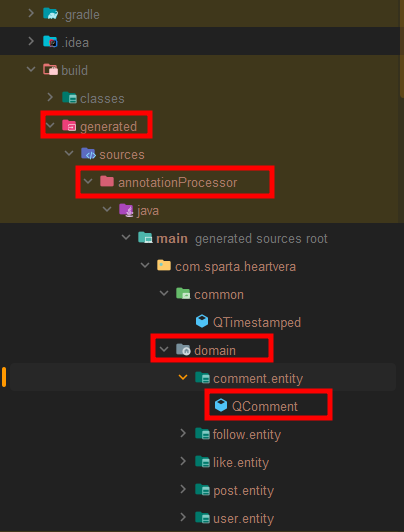 .gradle
.idea
build
classes
generated
sources
annotationProcessor
java
main generated sources root
com.sparta.heartvera
common
QTimestamped
domain
comment.entity
QComment
follow.entity
like.entity
post.entity
user.entity